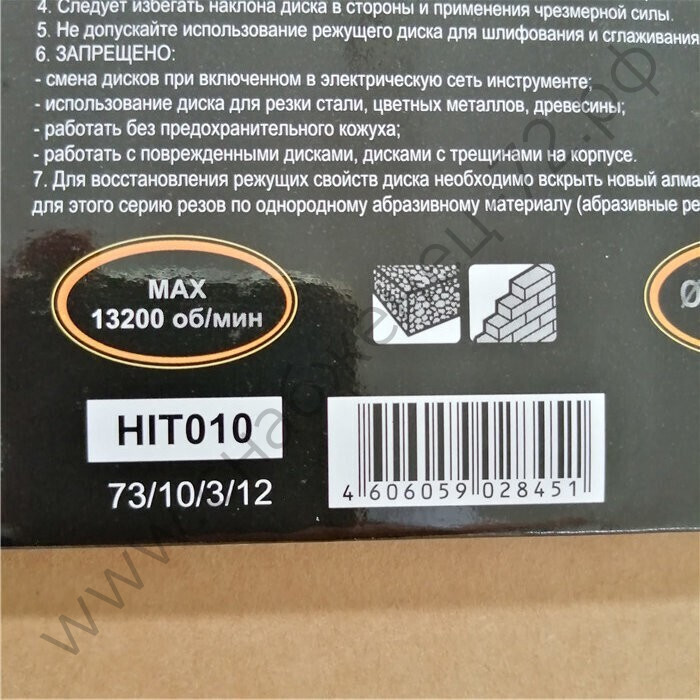 4. Следует избегать наклона диска в стороны и применения чрезмерной силы.
5. Не допускайте использование режущего диска для шлифования и сглаживания
6. ЗАПРЕЩЕНО:
- смена дисков при включенном в электрическую сеть инструменте;
- использование диска для резки стали, цветных металлов, древесины;
- работать без предохранительного кожуха;
- работать с поврежденными дисками, дисками с трещинами на корпусе.
7. Для восстановления режущих свойств диска необходимо вскрыть новый алма
для этого серию резов по однородному абразивному материалу (абразивные ре
MAX
13200 об/мин
Ø
HIT010
73/10/3/12
4 606059 028451
www.снабженец-72.рф